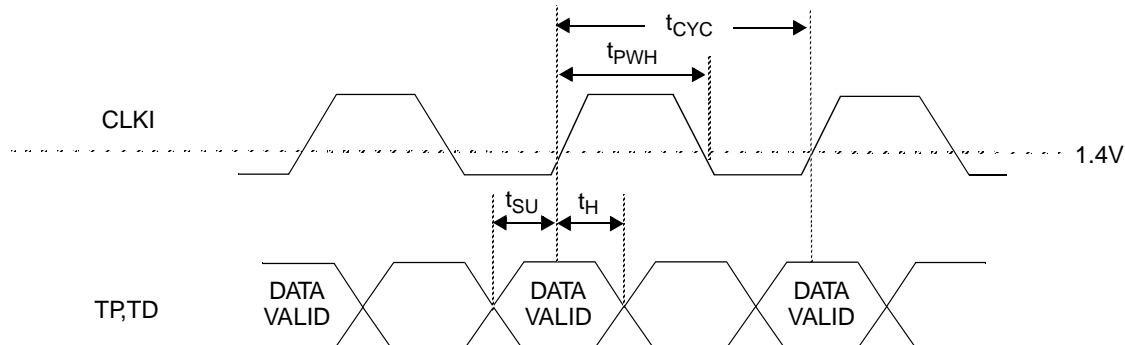 tCYC
tPWH
CLKI
1.4V
tSU
tH
TP,TD
DATA
VALID
DATA
VALID
DATA
VALID